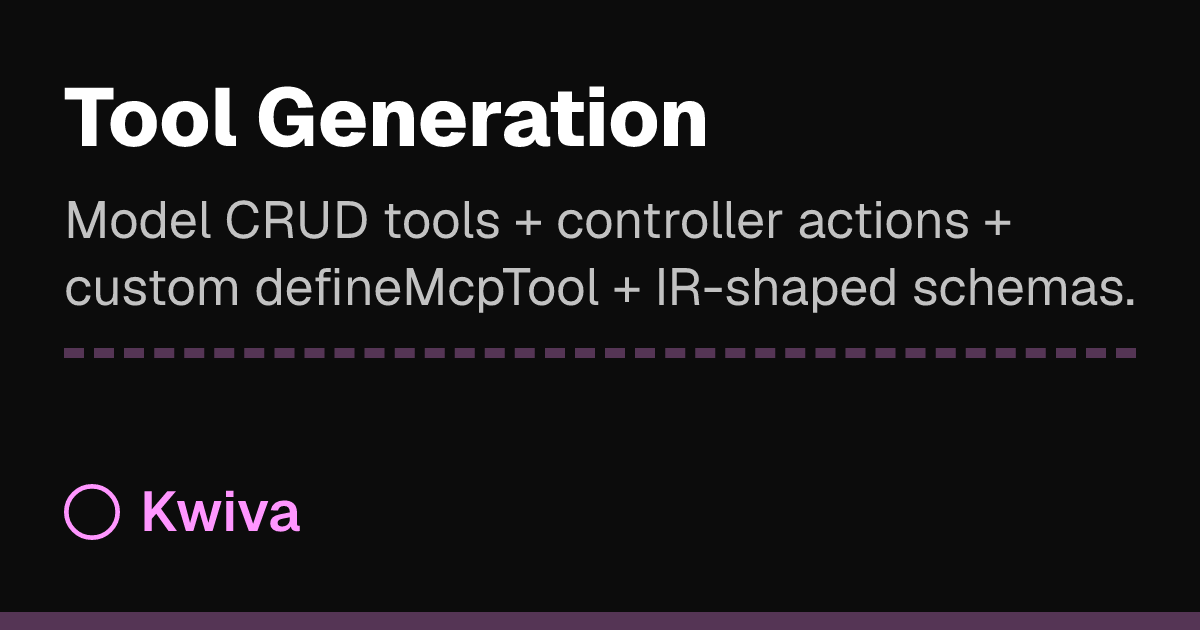 Tool Generation
Model CRUD tools + controller actions +
custom defineMcpTool + IR-shaped schemas.
Kwiva